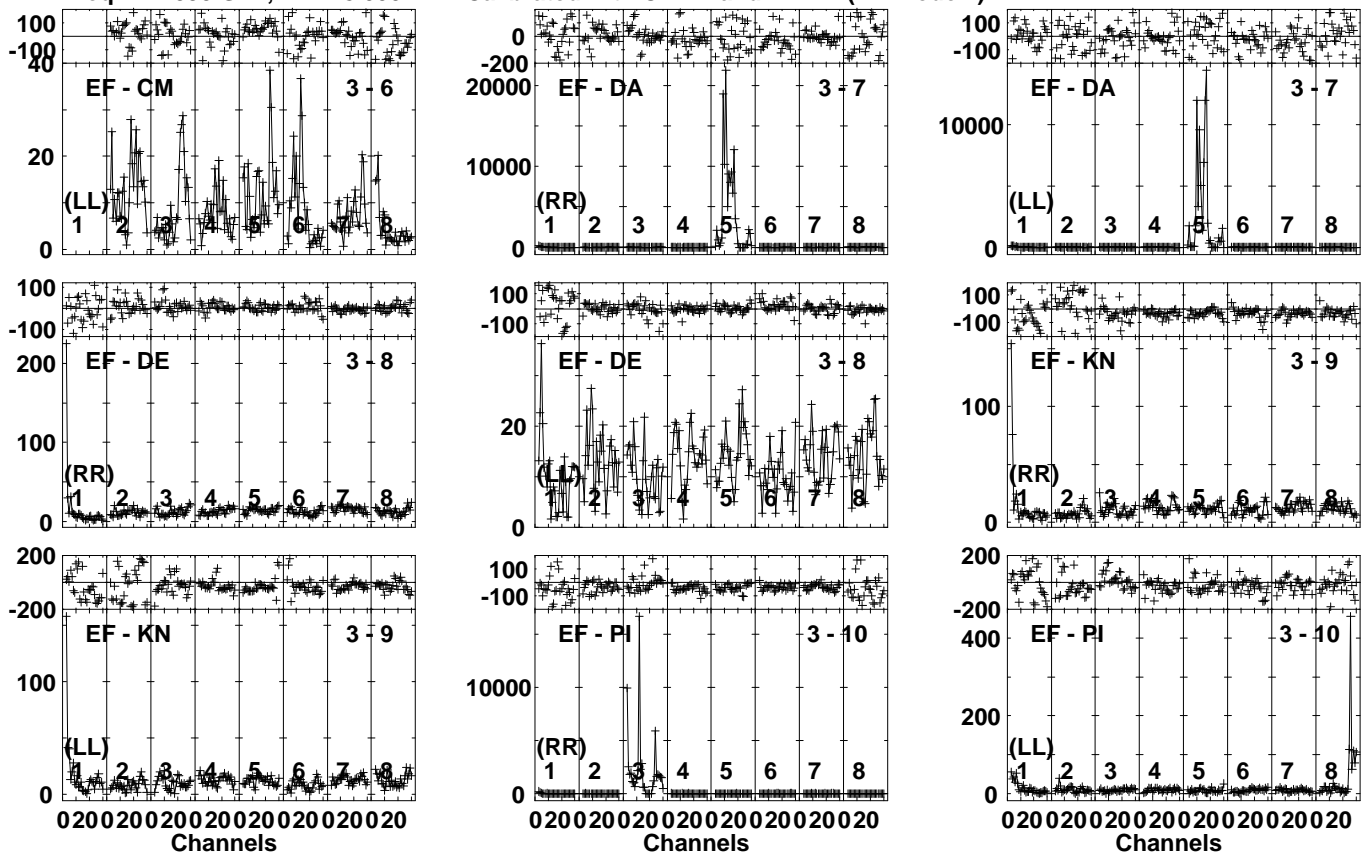 100
-100
40
20
0
EF - CM 3 - 6
(LL)
1 2 3 4 5 6 7 8
0
-200
20000
10000
0
EF - DA 3 - 7
(RR)
1 2 3 4 5 6 7 8
100
-100
10000
0
EF - DA 3 - 7
(LL)
1 2 3 4 5 6 7 8
100
-100
200
100
0
EF - DE 3 - 8
(RR)
1 2 3 4 5 6 7 8
100
-100
20
0
EF - DE 3 - 8
(LL)
1 2 3 4 5 6 7 8
100
-100
100
0
EF - KN 3 - 9
(RR)
1 2 3 4 5 6 7 8
200
-200
100
0
EF - KN 3 - 9
(LL)
1 2 3 4 5 6 7 8
0 20 0 20 0 20 0 20 0 20 0 20 0 20 0 20
Channels
100
-100
10000
0
EF - PI 3 - 10
(RR)
1 2 3 4 5 6 7 8
0 20 0 20 0 20 0 20 0 20 0 20 0 20 0 20
Channels
200
-200
400
200
0
EF - PI 3 - 10
(LL)
1 2 3 4 5 6 7 8
0 20 0 20 0 20 0 20 0 20 0 20 0 20 0 20
Channels